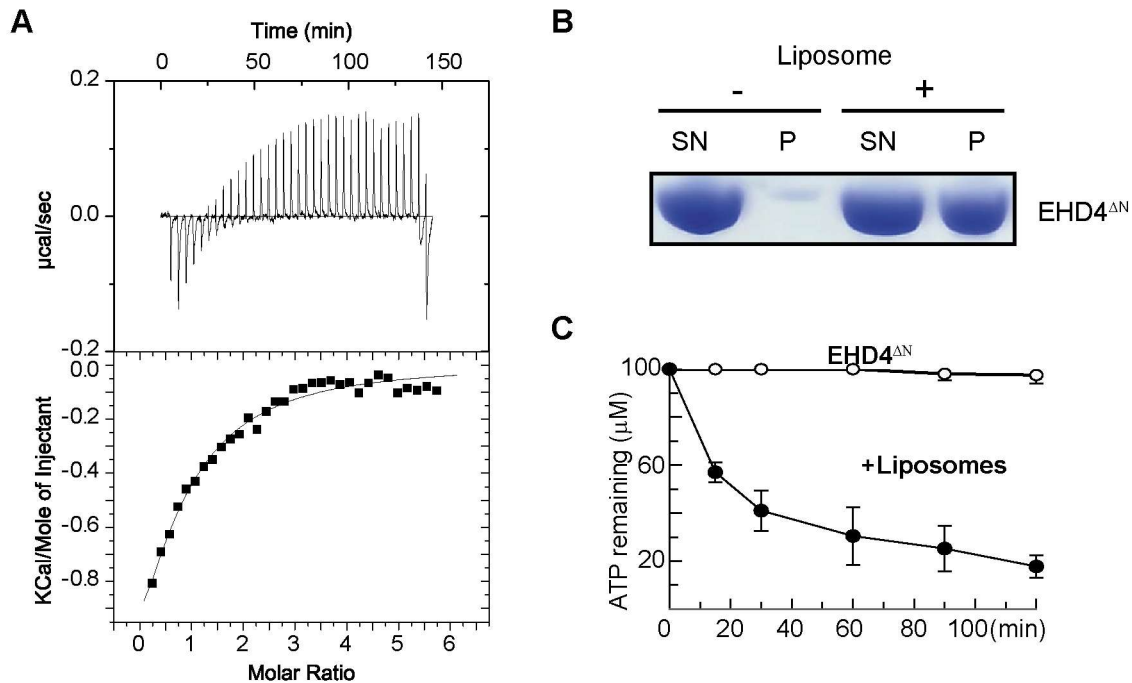 A
Time (min)
0 50 100 150
0.2
0.0
-0.2
µcal/sec
0.0
-0.2
-0.4
-0.6
-0.8
KCal/Mole of Injectant
0 1 2 3 4 5 6
Molar Ratio
B
Liposome
- +
SN P SN P
EHD4ΔN
C
EHD4ΔN
+Liposomes
100
60
20
ATP remaining (µM)
0 20 40 60 80 100 (min)